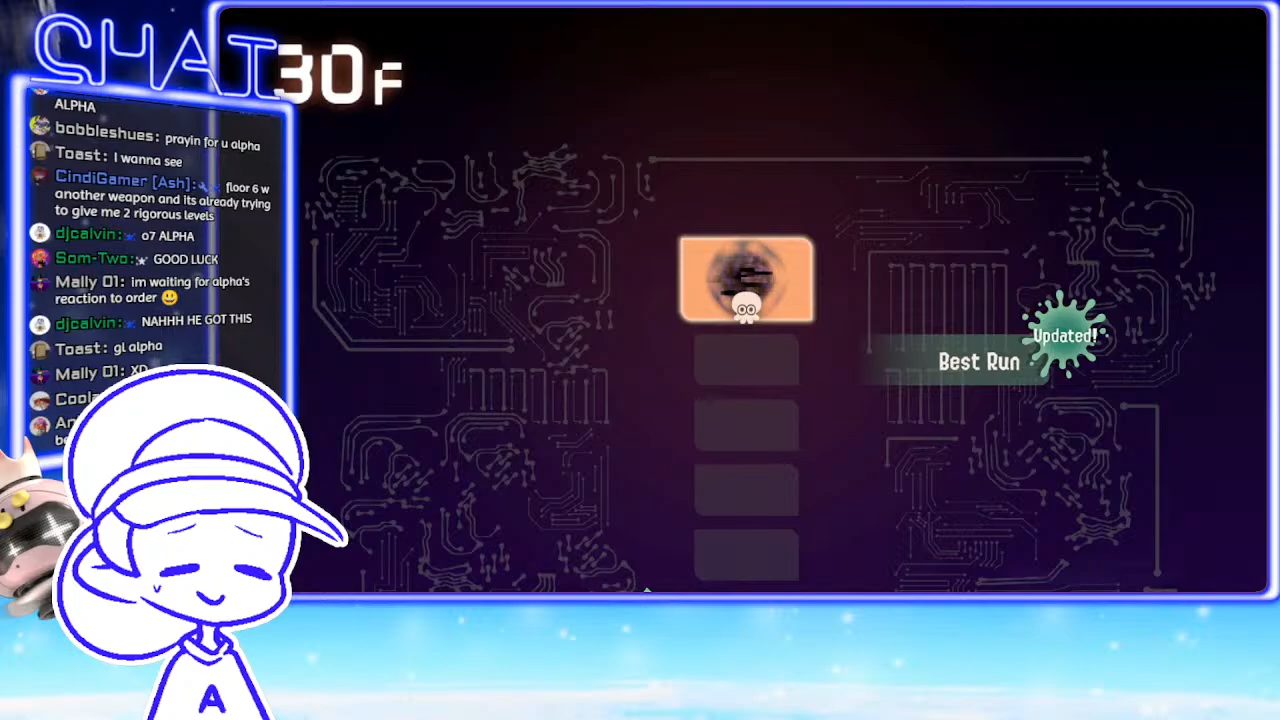 CHAT
30F
ALPHA
bobbleshues: prayin for u alpha
Toast: I wanna see
CindiGamer [Ash]: floor 6 w
another weapon and its already trying
to give me 2 rigorous levels
djcalvin: o7 ALPHA
Som-Two: GOOD LUCK
Mally 01: im waiting for alpha's
reaction to order 😃
djcalvin: NAHHH HE GOT THIS
Toast: gl alpha
Mally 01: XD
Updated!
Best Run
A